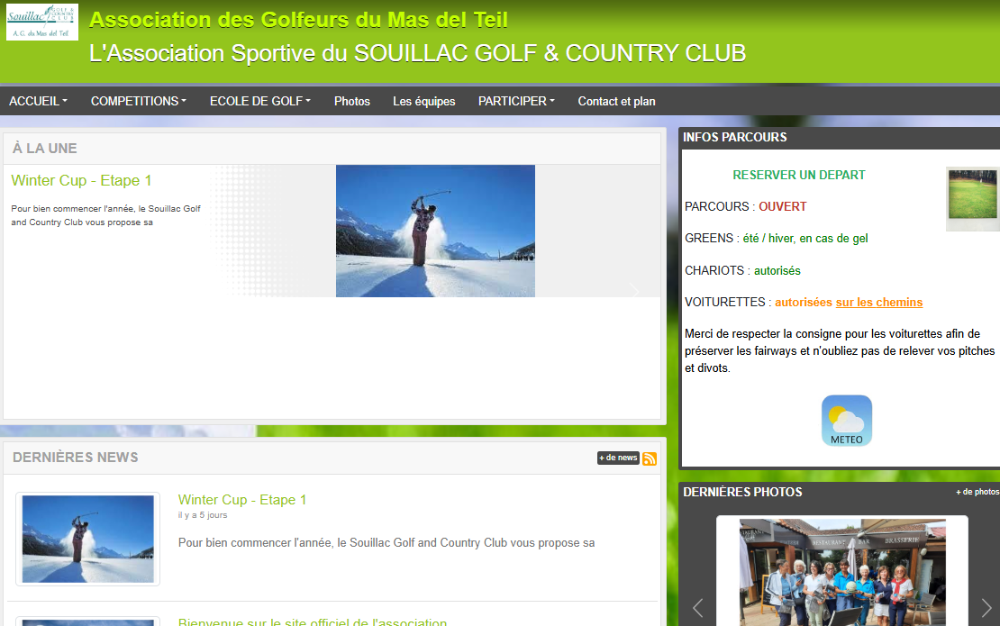 Souillac GOLF & COUNTRY CLUB
A. G. du Mas del Teil
Association des Golfeurs du Mas del Teil
L'Association Sportive du SOUILLAC GOLF & COUNTRY CLUB
ACCUEIL COMPETITIONS ECOLE DE GOLF Photos Les équipes PARTICIPER Contact et plan
À LA UNE
Winter Cup - Etape 1
Pour bien commencer l'année, le Souillac Golf
and Country Club vous propose sa
INFOS PARCOURS
RESERVER UN DEPART
PARCOURS : OUVERT
GREENS : été / hiver, en cas de gel
CHARIOTS : autorisés
VOITURETTES : autorisées sur les chemins
Merci de respecter la consigne pour les voiturettes afin de
préserver les fairways et n'oubliez pas de relever vos pitches
et divots.
METEO
DERNIÈRES NEWS
+ de news
Winter Cup - Etape 1
il y a 5 jours
Pour bien commencer l'année, le Souillac Golf and Country Club vous propose sa
Bienvenue sur le site officiel de l'association
DERNIÈRES PHOTOS
+ de photos
RESTAURANT BAR BRASSERIE